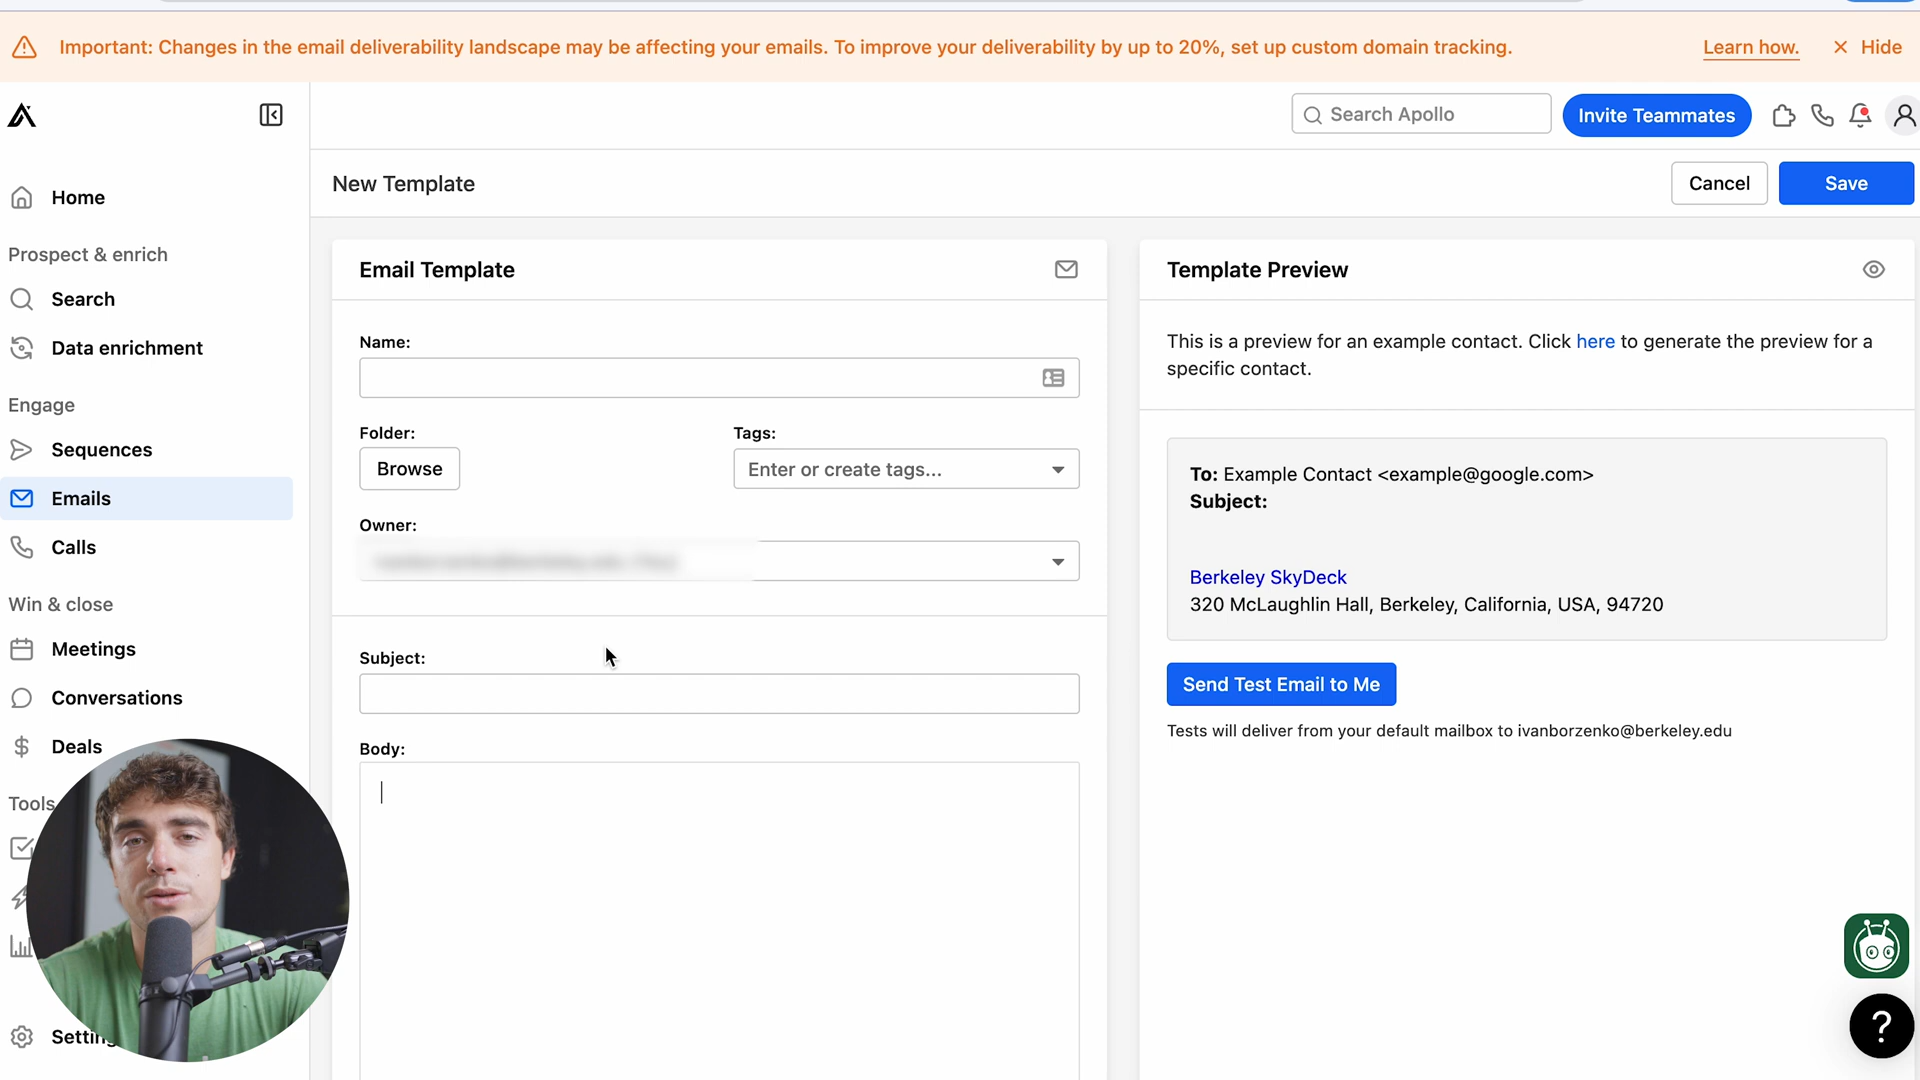 Important: Changes in the email deliverability landscape may be affecting your emails. To improve your deliverability by up to 20%, set up custom domain tracking.
Learn how.
Hide
Search Apollo
Invite Teammates
Home
Prospect & enrich
Search
Data enrichment
Engage
Sequences
Emails
Calls
Win & close
Meetings
Conversations
Deals
Tools
New Template
Cancel
Save
Email Template
Name:
Folder:
Tags:
Browse
Enter or create tags...
Owner:
Subject:
Body:
Template Preview
This is a preview for an example contact. Click here to generate the preview for a
specific contact.
To: Example Contact <example@google.com>
Subject:
Berkeley SkyDeck
320 McLaughlin Hall, Berkeley, California, USA, 94720
Send Test Email to Me
Tests will deliver from your default mailbox to ivanborzenko@berkeley.edu
?